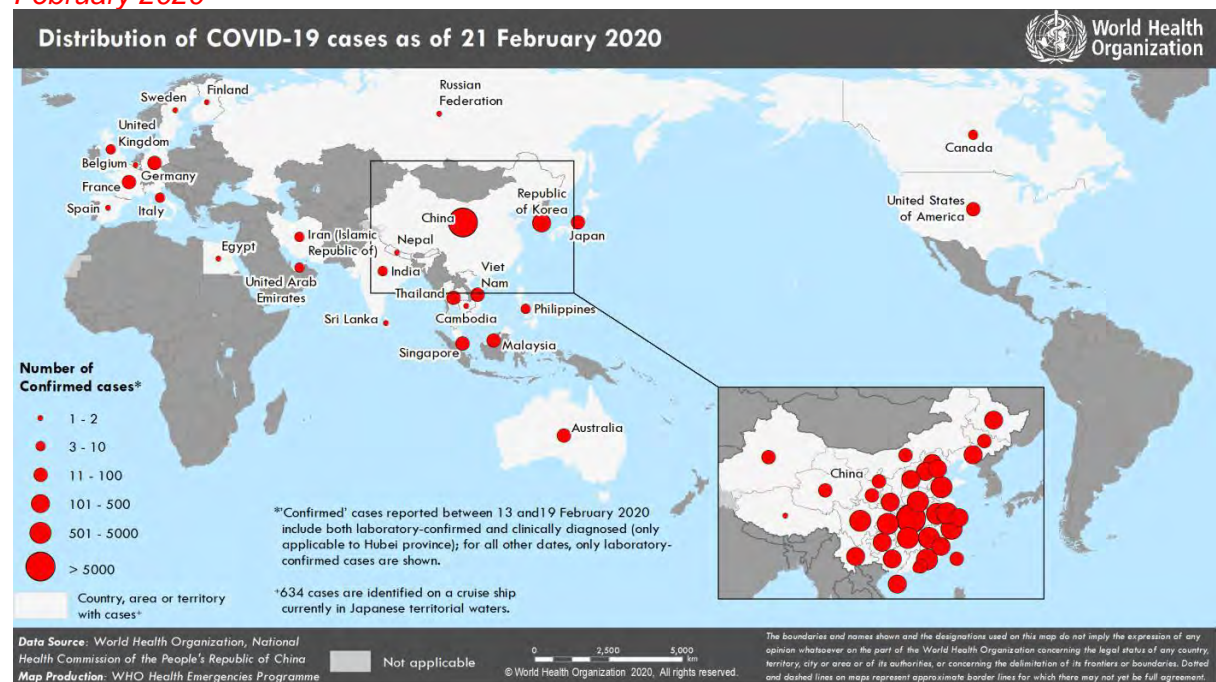 February 2020
Distribution of COVID-19 cases as of 21 February 2020
World Health
Organization
Finland
Sweden
Russian
Federation
United
Kingdom
Belgium
Germany
France
Spain
Italy
Canada
United States
of America
Republic
of Korea
China
Japan
Iran (Islamic
Republic of)
Nepal
Egypt
India
United Arab
Emirates
Viet
Nam
Thailand
Philippines
Cambodia
Sri Lanka
Malaysia
Singapore
Australia
China
Number of
Confirmed cases*
1 - 2
3 - 10
11 - 100
101 - 500
501 - 5000
> 5000
Country, area or territory
with cases⁺
*'Confirmed' cases reported between 13 and19 February 2020
include both laboratory-confirmed and clinically diagnosed (only
applicable to Hubei province); for all other dates, only laboratory-
confirmed cases are shown.
⁺634 cases are identified on a cruise ship
currently in Japanese territorial waters.
Data Source: World Health Organization, National
Health Commission of the People's Republic of China
Map Production: WHO Health Emergencies Programme
Not applicable
0 2,500 5,000
km
© World Health Organization 2020, All rights reserved.
The boundaries and names shown and the designations used on this map do not imply the expression of any
opinion whatsoever on the part of the World Health Organization concerning the legal status of any country,
territory, city or area or of its authorities, or concerning the delimitation of its frontiers or boundaries. Dotted
and dashed lines on maps represent approximate border lines for which there may not yet be full agreement.